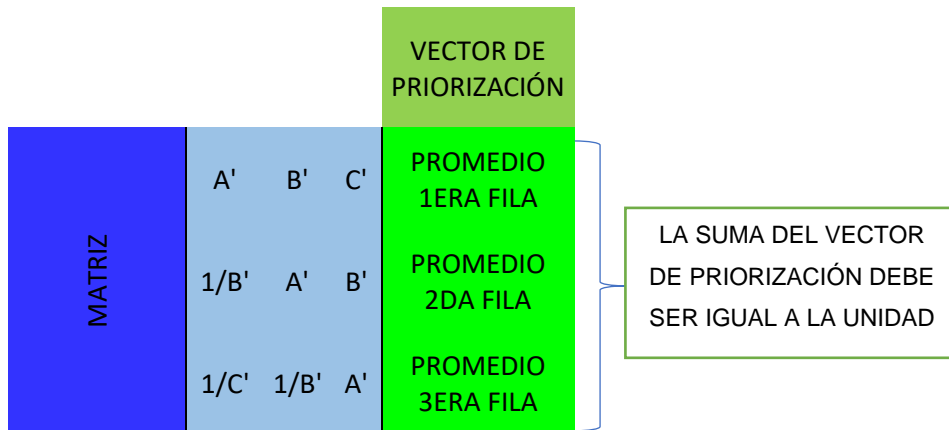 VECTOR DE
PRIORIZACIÓN
MATRIZ
A' B' C'
PROMEDIO
1ERA FILA
1/B' A' B'
PROMEDIO
2DA FILA
1/C' 1/B' A'
PROMEDIO
3ERA FILA
LA SUMA DEL VECTOR
DE PRIORIZACIÓN DEBE
SER IGUAL A LA UNIDAD